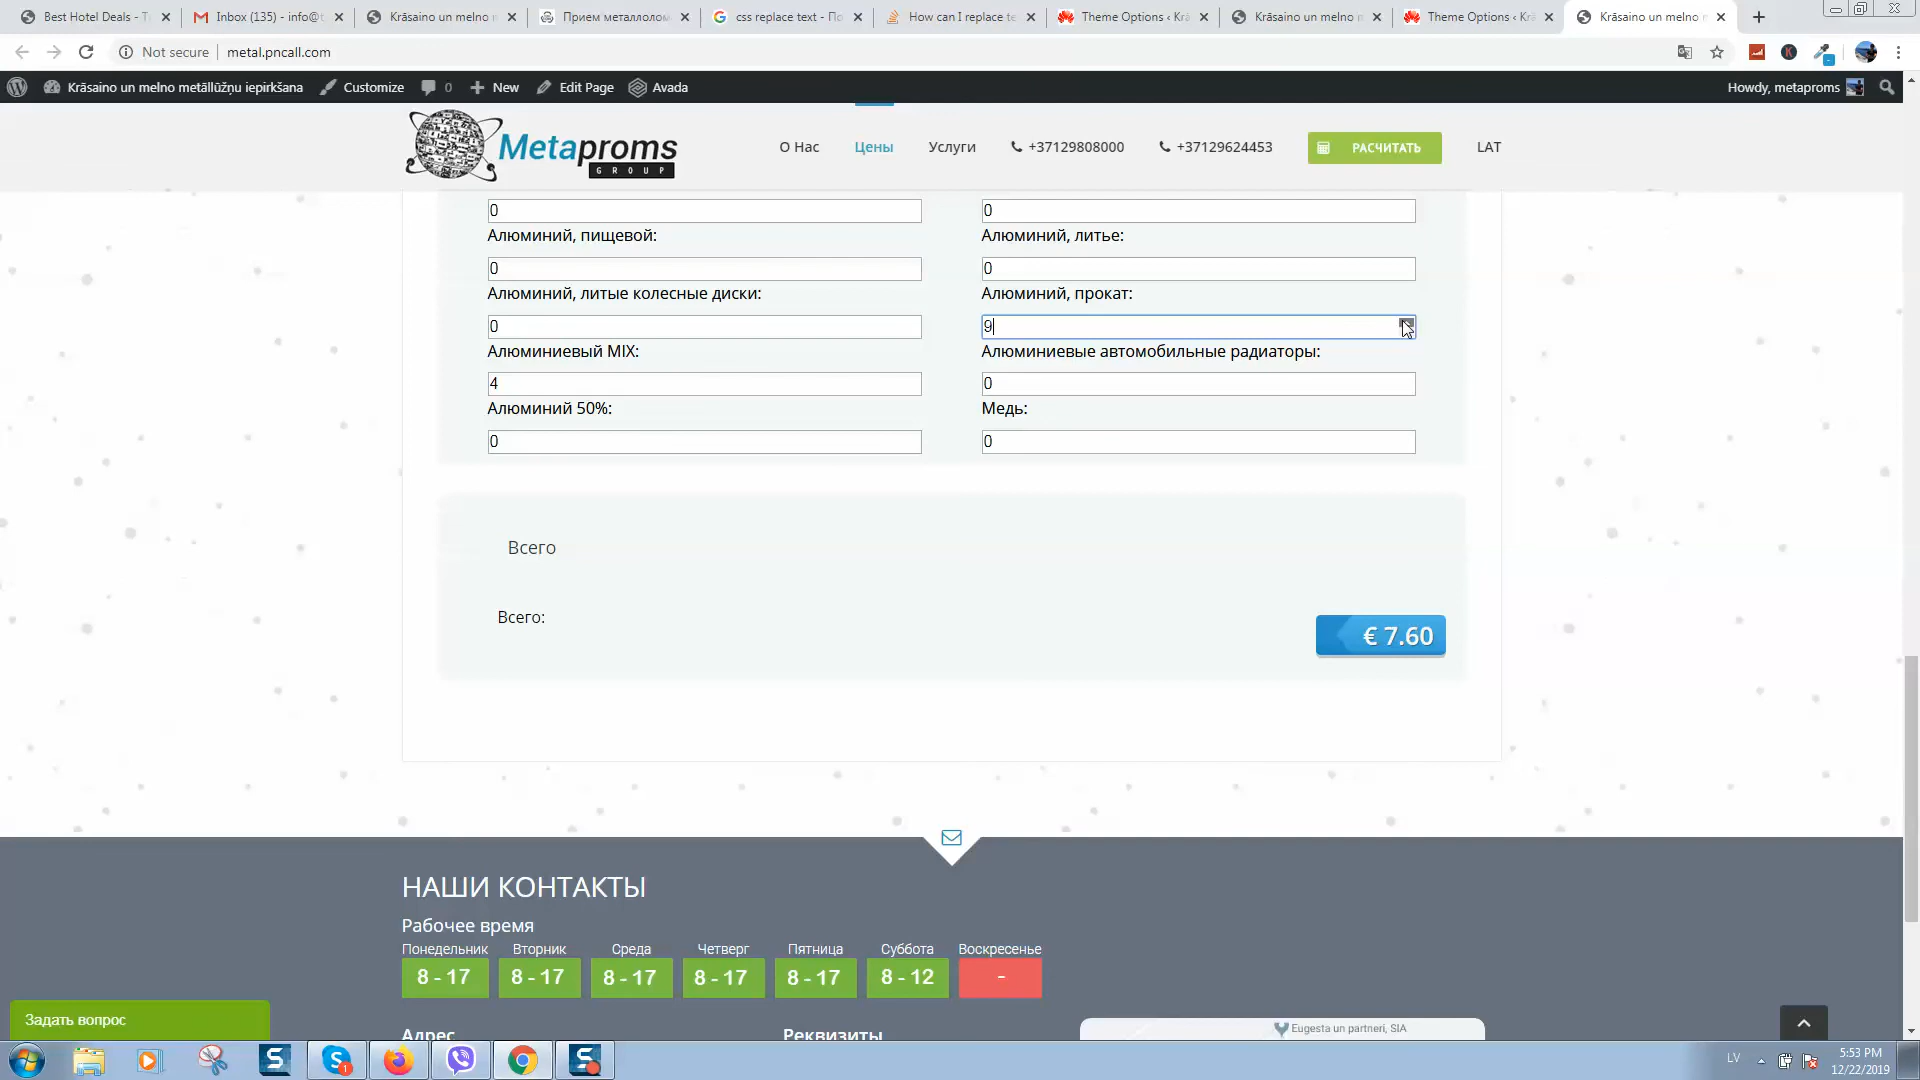 Best Hotel Deals - T
Inbox (135) - info@t
Krāsaino un melno m
Прием металлолом
css replace text - По
How can I replace te
Theme Options ‹ Krā
Krāsaino un melno m
Theme Options ‹ Krā
Krāsaino un melno m
Not secure
metal.pncall.com
Krāsaino un melno metāllūžņu iepirkšana
Customize
0
New
Edit Page
Avada
Howdy, metaproms
Metaproms
GROUP
О Нас
Цены
Услуги
+37129808000
+37129624453
РАСЧИТАТЬ
LAT
0
0
Алюминий, пищевой:
Алюминий, литье:
0
0
Алюминий, литые колесные диски:
Алюминий, прокат:
0
9
Алюминиевый MIX:
Алюминиевые автомобильные радиаторы:
4
0
Алюминий 50%:
Медь:
0
0
Всего
Всего:
€ 7.60
НАШИ КОНТАКТЫ
Рабочее время
Понедельник
Вторник
Среда
Четверг
Пятница
Суббота
Воскресенье
8 - 17
8 - 17
8 - 17
8 - 17
8 - 17
8 - 12
-
Адрес
Реквизиты
Задать вопрос
Eugesta un partneri, SIA
LV
5:53 PM
12/22/2019